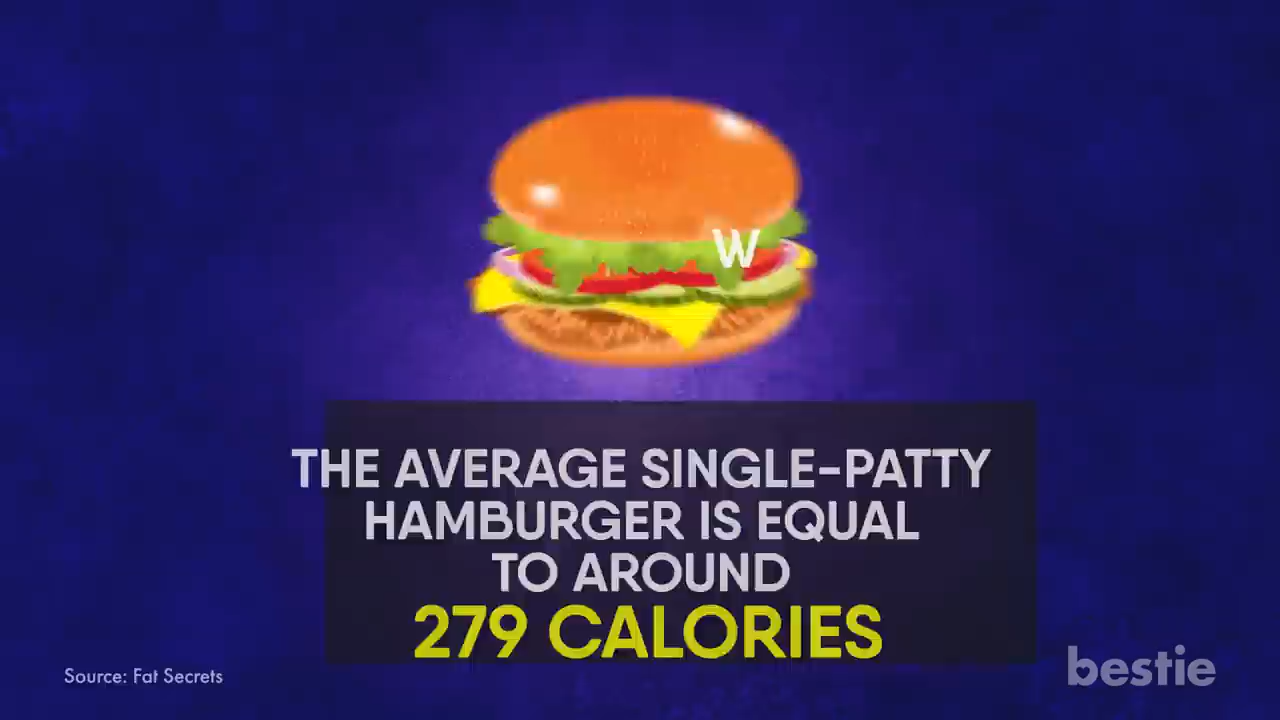 W
THE AVERAGE SINGLE-PATTY
HAMBURGER IS EQUAL
TO AROUND
279 CALORIES
Source: Fat Secrets
bestie